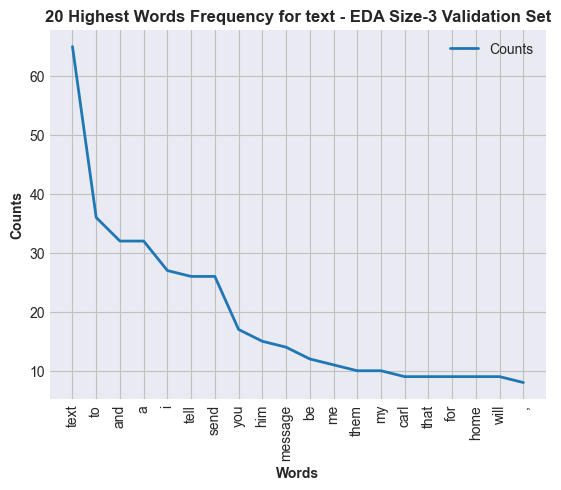 20 Highest Words Frequency for text - EDA Size-3 Validation Set
Counts
60
50
40
30
20
10
Counts
text
to
and
a
i
tell
send
you
him
message
be
me
them
my
carl
that
for
home
will
,
Words